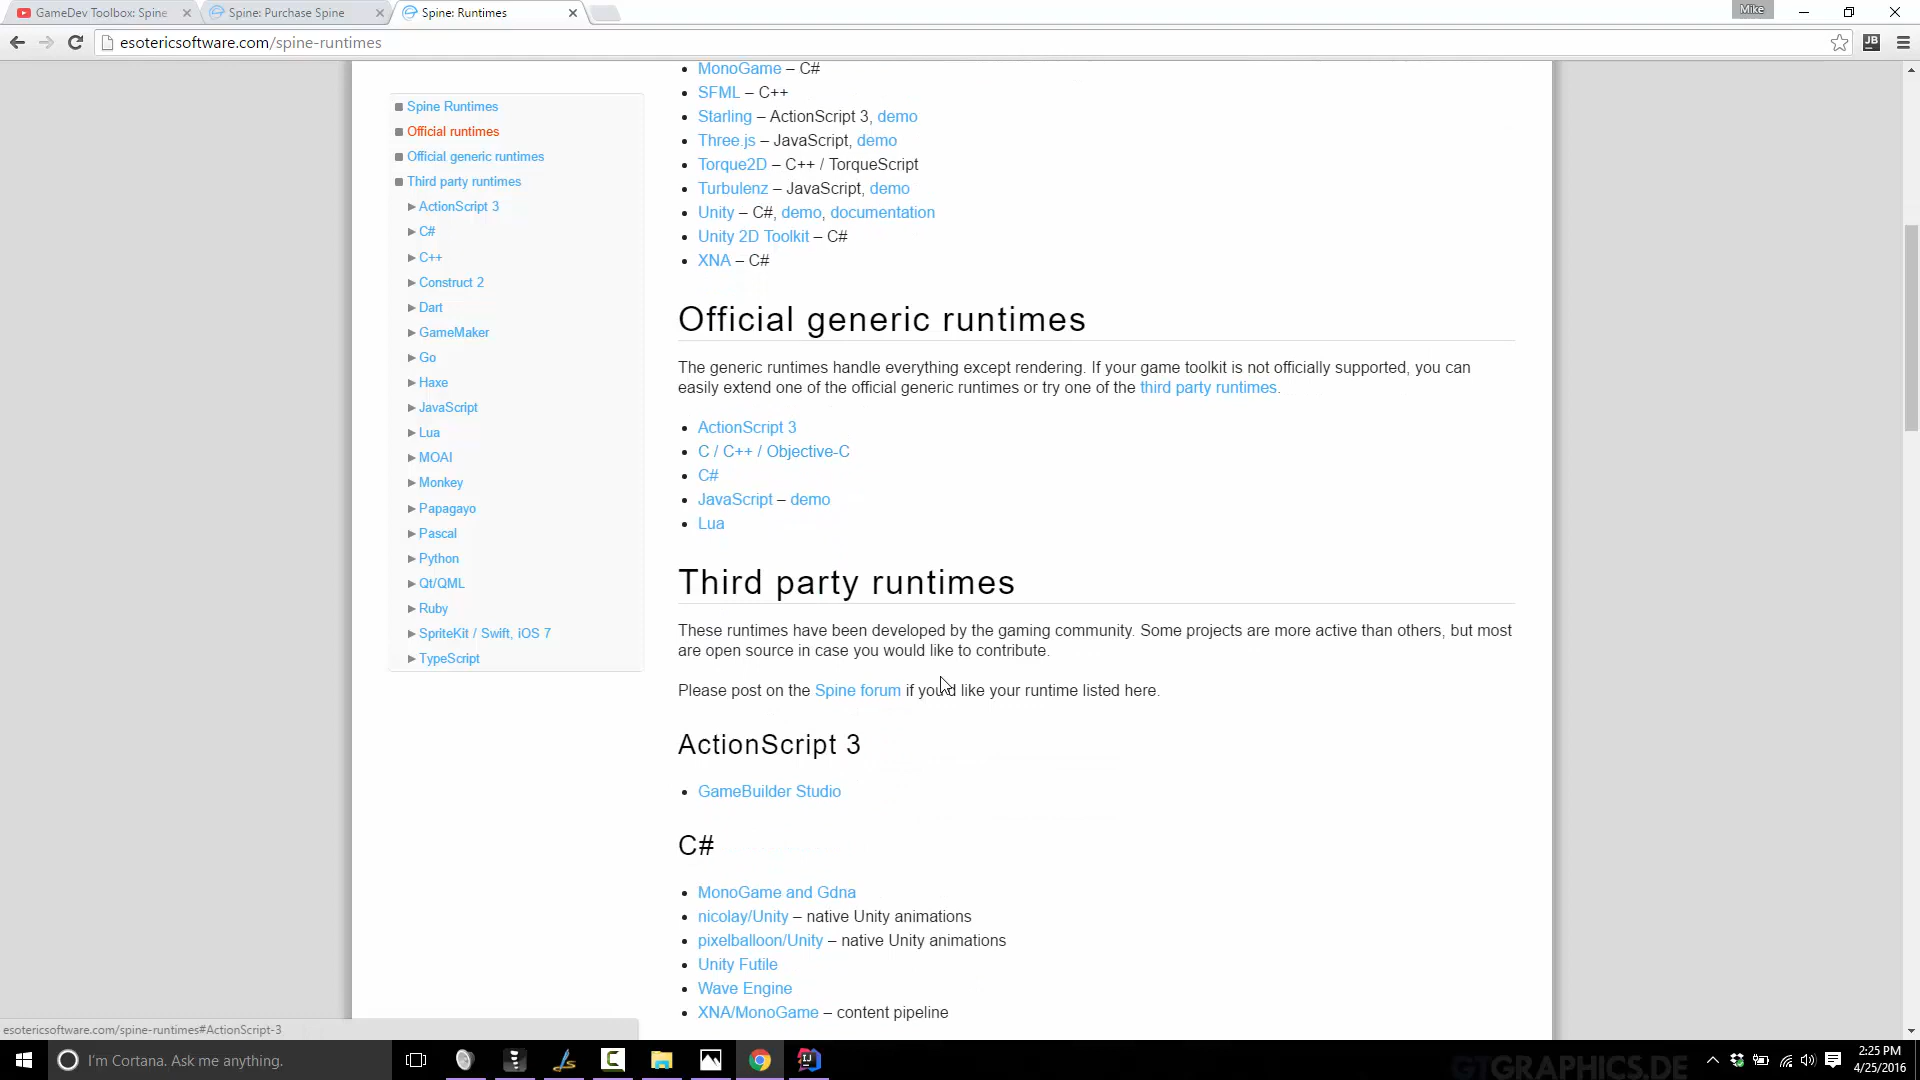 GameDev Toolbox: Spine
Spine: Purchase Spine
Spine: Runtimes
Mike
esotericsoftware.com/spine-runtimes
JB
Spine Runtimes
Official runtimes
Official generic runtimes
Third party runtimes
ActionScript 3
C#
C++
Construct 2
Dart
GameMaker
Go
Haxe
JavaScript
Lua
MOAI
Monkey
Papagayo
Pascal
Python
Qt/QML
Ruby
SpriteKit / Swift, iOS 7
TypeScript
MonoGame – C#
SFML – C++
Starling – ActionScript 3, demo
Three.js – JavaScript, demo
Torque2D – C++ / TorqueScript
Turbulenz – JavaScript, demo
Unity – C#, demo, documentation
Unity 2D Toolkit – C#
XNA – C#
Official generic runtimes
The generic runtimes handle everything except rendering. If your game toolkit is not officially supported, you can
easily extend one of the official generic runtimes or try one of the third party runtimes.
ActionScript 3
C / C++ / Objective-C
C#
JavaScript – demo
Lua
Third party runtimes
These runtimes have been developed by the gaming community. Some projects are more active than others, but most
are open source in case you would like to contribute.
Please post on the Spine forum if you'd like your runtime listed here.
ActionScript 3
GameBuilder Studio
C#
MonoGame and Gdna
nicolay/Unity – native Unity animations
pixelballoon/Unity – native Unity animations
Unity Futile
Wave Engine
XNA/MonoGame – content pipeline
esotericsoftware.com/spine-runtimes#ActionScript-3
I'm Cortana. Ask me anything.
GTGRAPHICS.DE
2:25 PM
4/25/2016